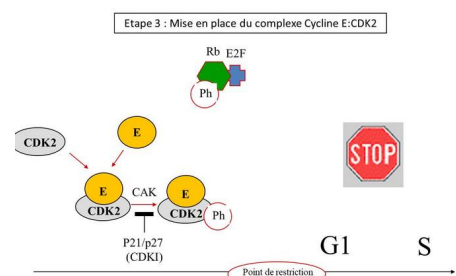 Etape 3 : Mise en place du complexe Cycline E:CDK2
Rb E2F
Ph
STOP
CDK2
E
E
CDK2
CAK
E
CDK2
Ph
P21/p27
(CDKI)
G1
S
Point de restriction